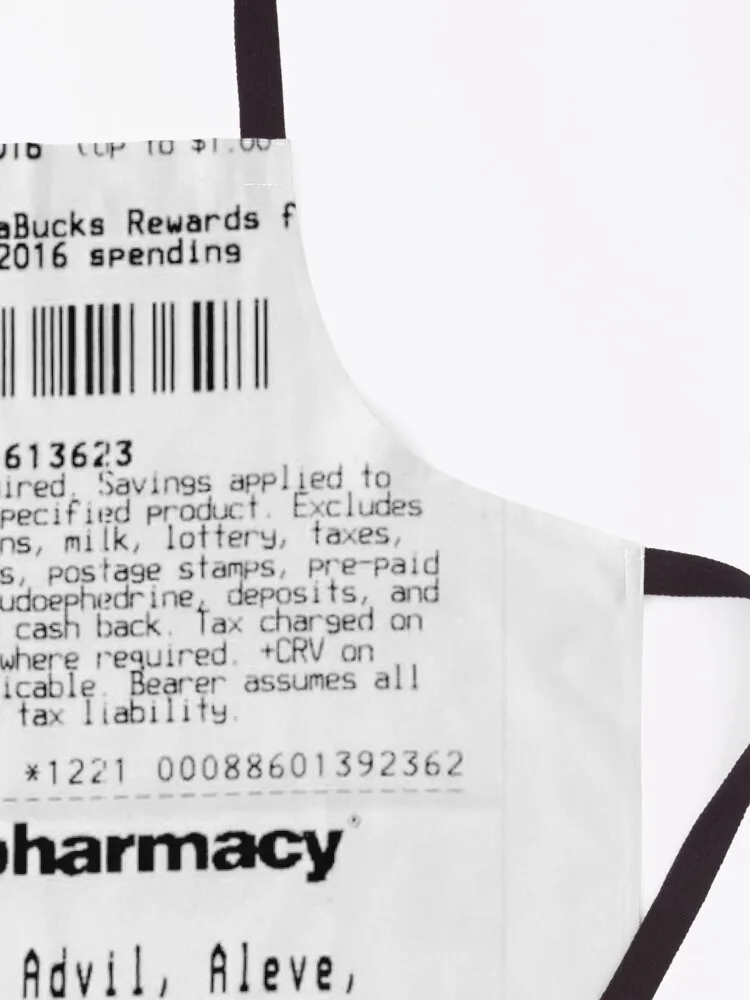 016 (up to $1.00
aBucks Rewards f
2016 spending
613623
ired. Savings applied to
pecified product. Excludes
ns, milk, lottery, taxes,
s, postage stamps, pre-paid
udoephedrine, deposits, and
cash back. Tax charged on
where required. +CRV on
icable. Bearer assumes all
tax liability.
*1221 00088601392362
pharmacy®
Advil, Aleve,